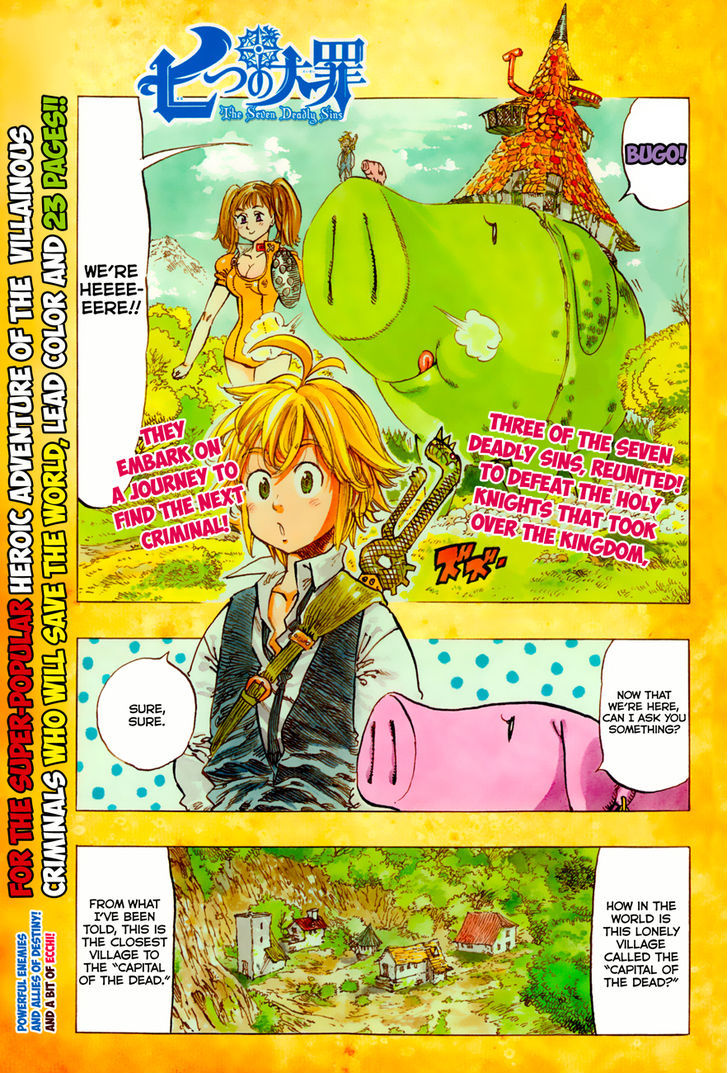 七つの大罪
The Seven Deadly Sins
FOR THE SUPER-POPULAR HEROIC ADVENTURE OF THE VILLAINOUS
CRIMINALS WHO WILL SAVE THE WORLD, LEAD COLOR AND 23 PAGES!!
POWERFUL ENEMIES
AND ALLIES OF DESTINY!
AND A BIT OF ECCHI!
BUGO!
WE'RE
HEEEE-
EERE!!
THREE OF THE SEVEN
DEADLY SINS, REUNITED!
TO DEFEAT THE HOLY
KNIGHTS THAT TOOK
OVER THE KINGDOM,
THEY
EMBARK ON
A JOURNEY TO
FIND THE NEXT
CRIMINAL!
ズズ..
NOW THAT
WE'RE HERE,
CAN I ASK YOU
SOMETHING?
SURE,
SURE.
HOW IN THE
WORLD IS
THIS LONELY
VILLAGE
CALLED THE
"CAPITAL OF
THE DEAD?"
FROM WHAT
I'VE BEEN
TOLD, THIS IS
THE CLOSEST
VILLAGE TO
THE "CAPITAL
OF THE DEAD."